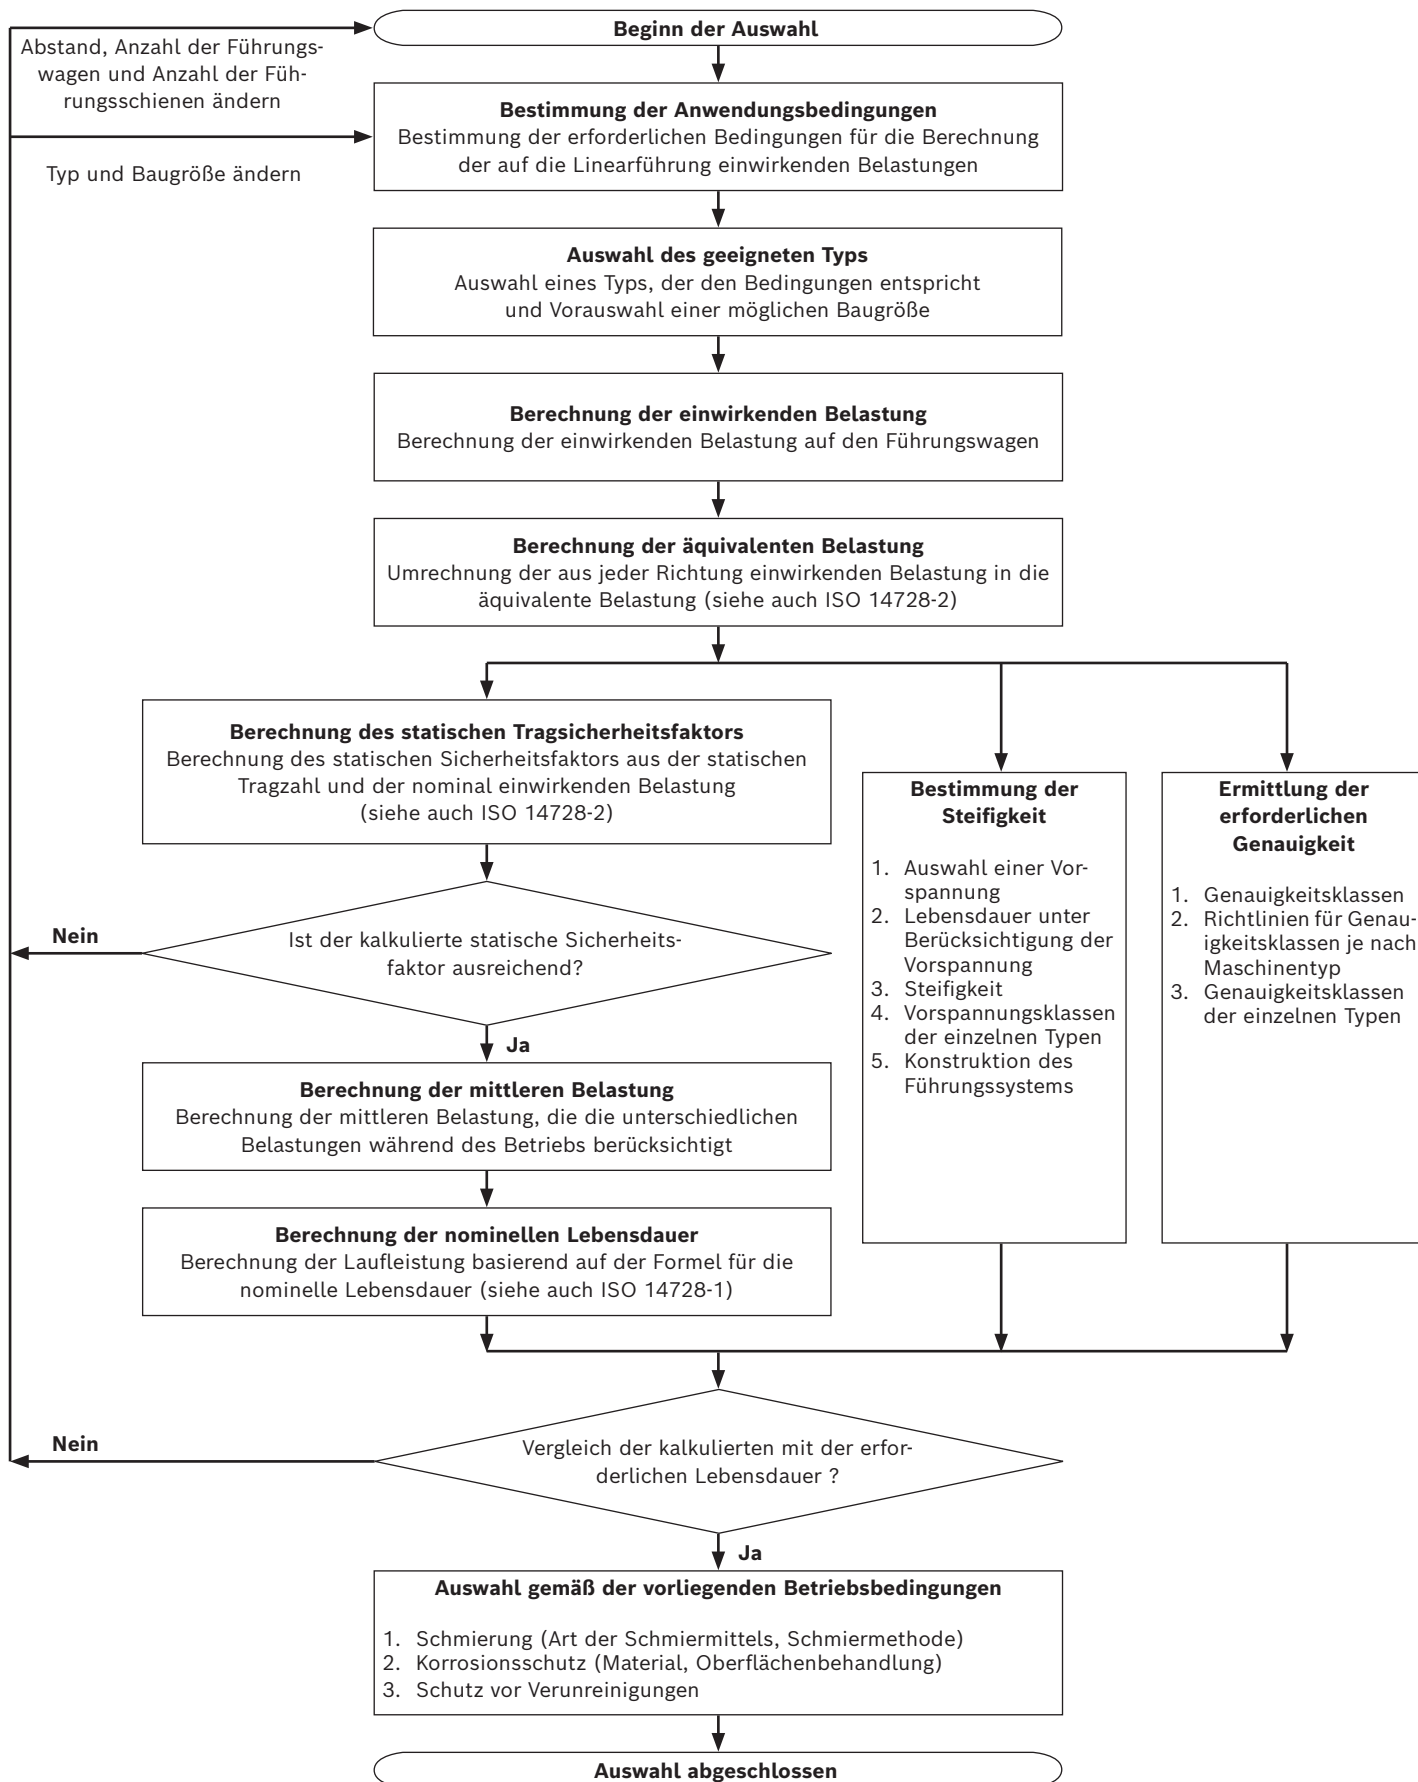 Beginn der Auswahl
Abstand, Anzahl der Führungs-
wagen und Anzahl der Füh-
rungsschienen ändern
Bestimmung der Anwendungsbedingungen
Bestimmung der erforderlichen Bedingungen für die Berechnung
der auf die Linearführung einwirkenden Belastungen
Typ und Baugröße ändern
Auswahl des geeigneten Typs
Auswahl eines Typs, der den Bedingungen entspricht
und Vorauswahl einer möglichen Baugröße
Berechnung der einwirkenden Belastung
Berechnung der einwirkenden Belastung auf den Führungswagen
Berechnung der äquivalenten Belastung
Umrechnung der aus jeder Richtung einwirkenden Belastung in die
äquivalente Belastung (siehe auch ISO 14728-2)
Berechnung des statischen Tragsicherheitsfaktors
Berechnung des statischen Sicherheitsfaktors aus der statischen
Tragzahl und der nominal einwirkenden Belastung
(siehe auch ISO 14728-2)
Bestimmung der
Steifigkeit
1. Auswahl einer Vor-
spannung
2. Lebensdauer unter
Berücksichtigung der
Vorspannung
3. Steifigkeit
4. Vorspannungsklassen
der einzelnen Typen
5. Konstruktion des
Führungssystems
Ermittlung der
erforderlichen
Genauigkeit
1. Genauigkeitsklassen
2. Richtlinien für Genau-
igkeitsklassen je nach
Maschinentyp
3. Genauigkeitsklassen
der einzelnen Typen
Nein
Ist der kalkulierte statische Sicherheits-
faktor ausreichend?
Ja
Berechnung der mittleren Belastung
Berechnung der mittleren Belastung, die die unterschiedlichen
Belastungen während des Betriebs berücksichtigt
Berechnung der nominellen Lebensdauer
Berechnung der Laufleistung basierend auf der Formel für die
nominelle Lebensdauer (siehe auch ISO 14728-1)
Nein
Vergleich der kalkulierten mit der erfor-
derlichen Lebensdauer ?
Ja
Auswahl gemäß der vorliegenden Betriebsbedingungen
1. Schmierung (Art der Schmiermittels, Schmiermethode)
2. Korrosionsschutz (Material, Oberflächenbehandlung)
3. Schutz vor Verunreinigungen
Auswahl abgeschlossen